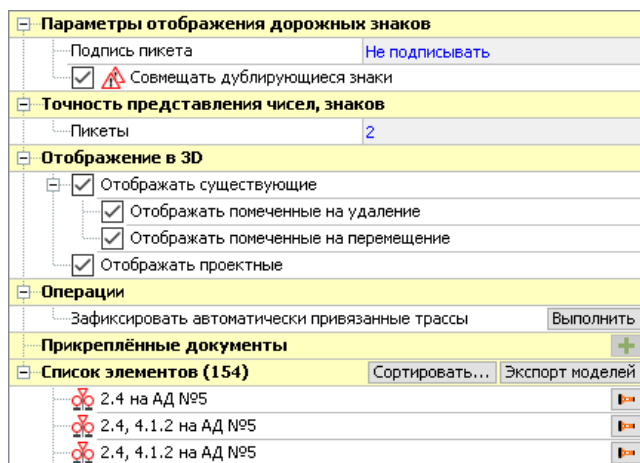 Параметры отображения дорожных знаков
Подпись пикета Не подписывать
Совмещать дублирующиеся знаки
Точность представления чисел, знаков
Пикеты 2
Отображение в 3D
Отображать существующие
Отображать помеченные на удаление
Отображать помеченные на перемещение
Отображать проектные
Операции
Зафиксировать автоматически привязанные трассы Выполнить
Прикреплённые документы
Список элементов (154) Сортировать... Экспорт моделей
2.4 на АД №5
2.4, 4.1.2 на АД №5
2.4, 4.1.2 на АД №5